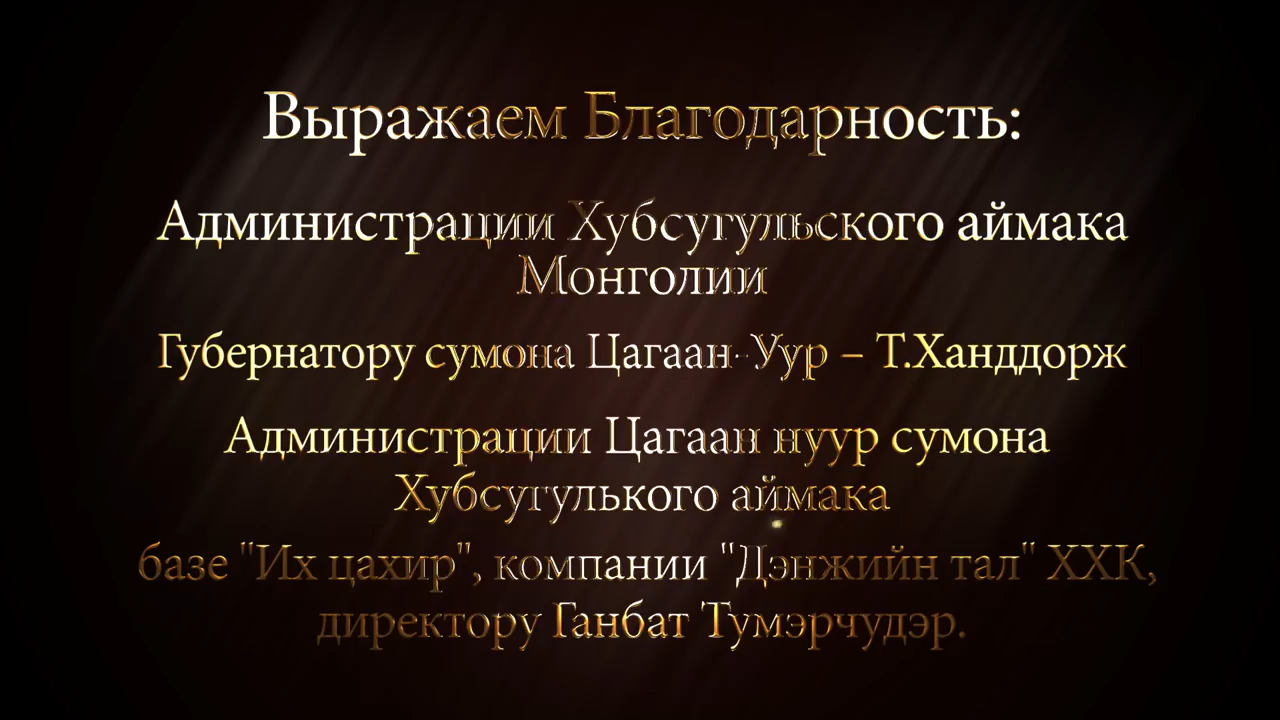 Выражаем Благодарность:
Администрации Хубсугульского аймака
Монголии
Губернатору сумона Цагаан-Уур – Т.Ханддорж
Администрации Цагаан нуур сумона
Хубсугулького аймака
базе "Их цахир", компании "Дэнжийн тал" ХХК,
директору Ганбат Тумэрчудэр.